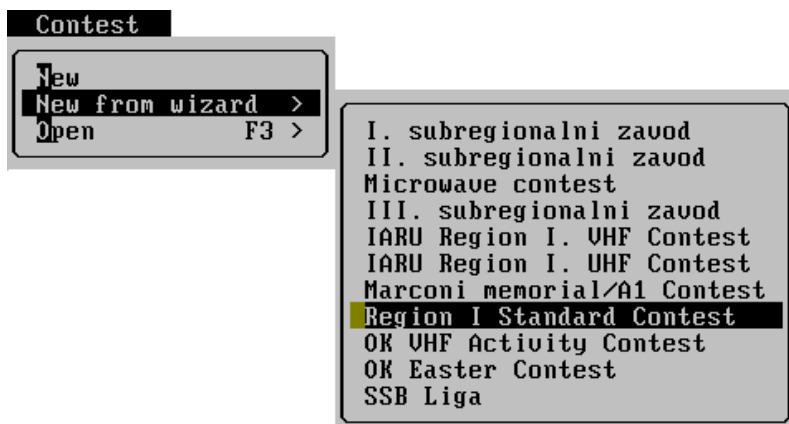 Contest
New
New from wizard >
Open F3 >
I. subregionalni zavod
II. subregionalni zavod
Microwave contest
III. subregionalni zavod
IARU Region I. VHF Contest
IARU Region I. UHF Contest
Marconi memorial/A1 Contest
Region I Standard Contest
OK VHF Activity Contest
OK Easter Contest
SSB Liga